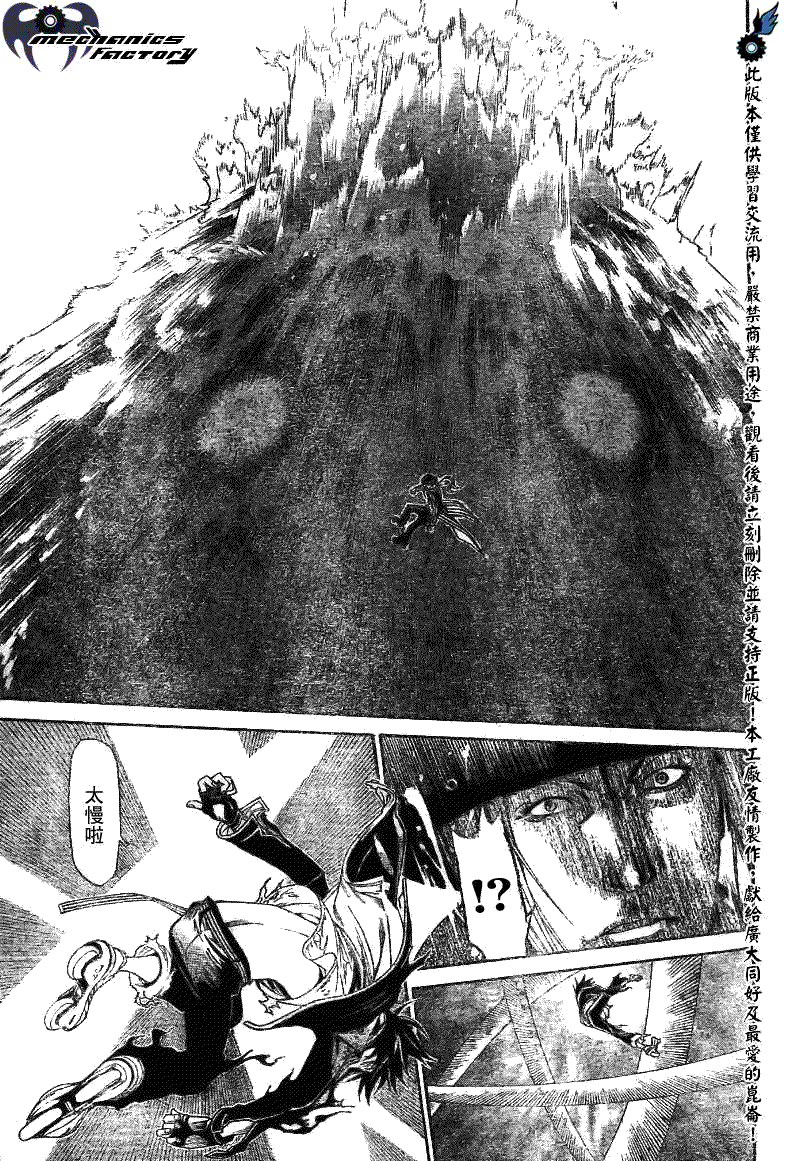 mechanics
factory
此版本僅供學習交流用，嚴禁商業用途，觀看後請立刻刪除並請支持正版！本工廠友情製作，獻給廣大同好及最愛的崑崙！
!?
太慢啦